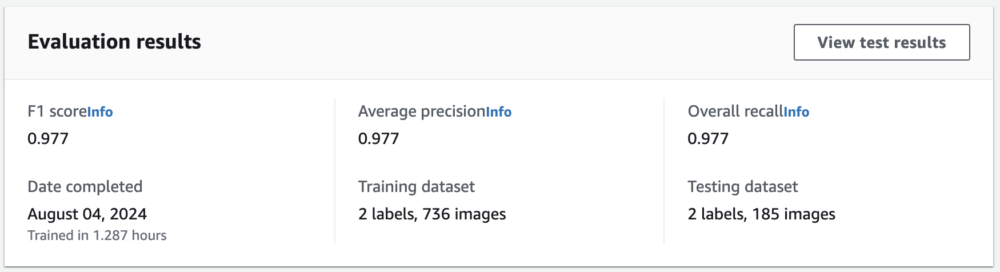 Evaluation results
View test results
F1 scoreInfo
0.977
Average precisionInfo
0.977
Overall recallInfo
0.977
Date completed
August 04, 2024
Trained in 1.287 hours
Training dataset
2 labels, 736 images
Testing dataset
2 labels, 185 images